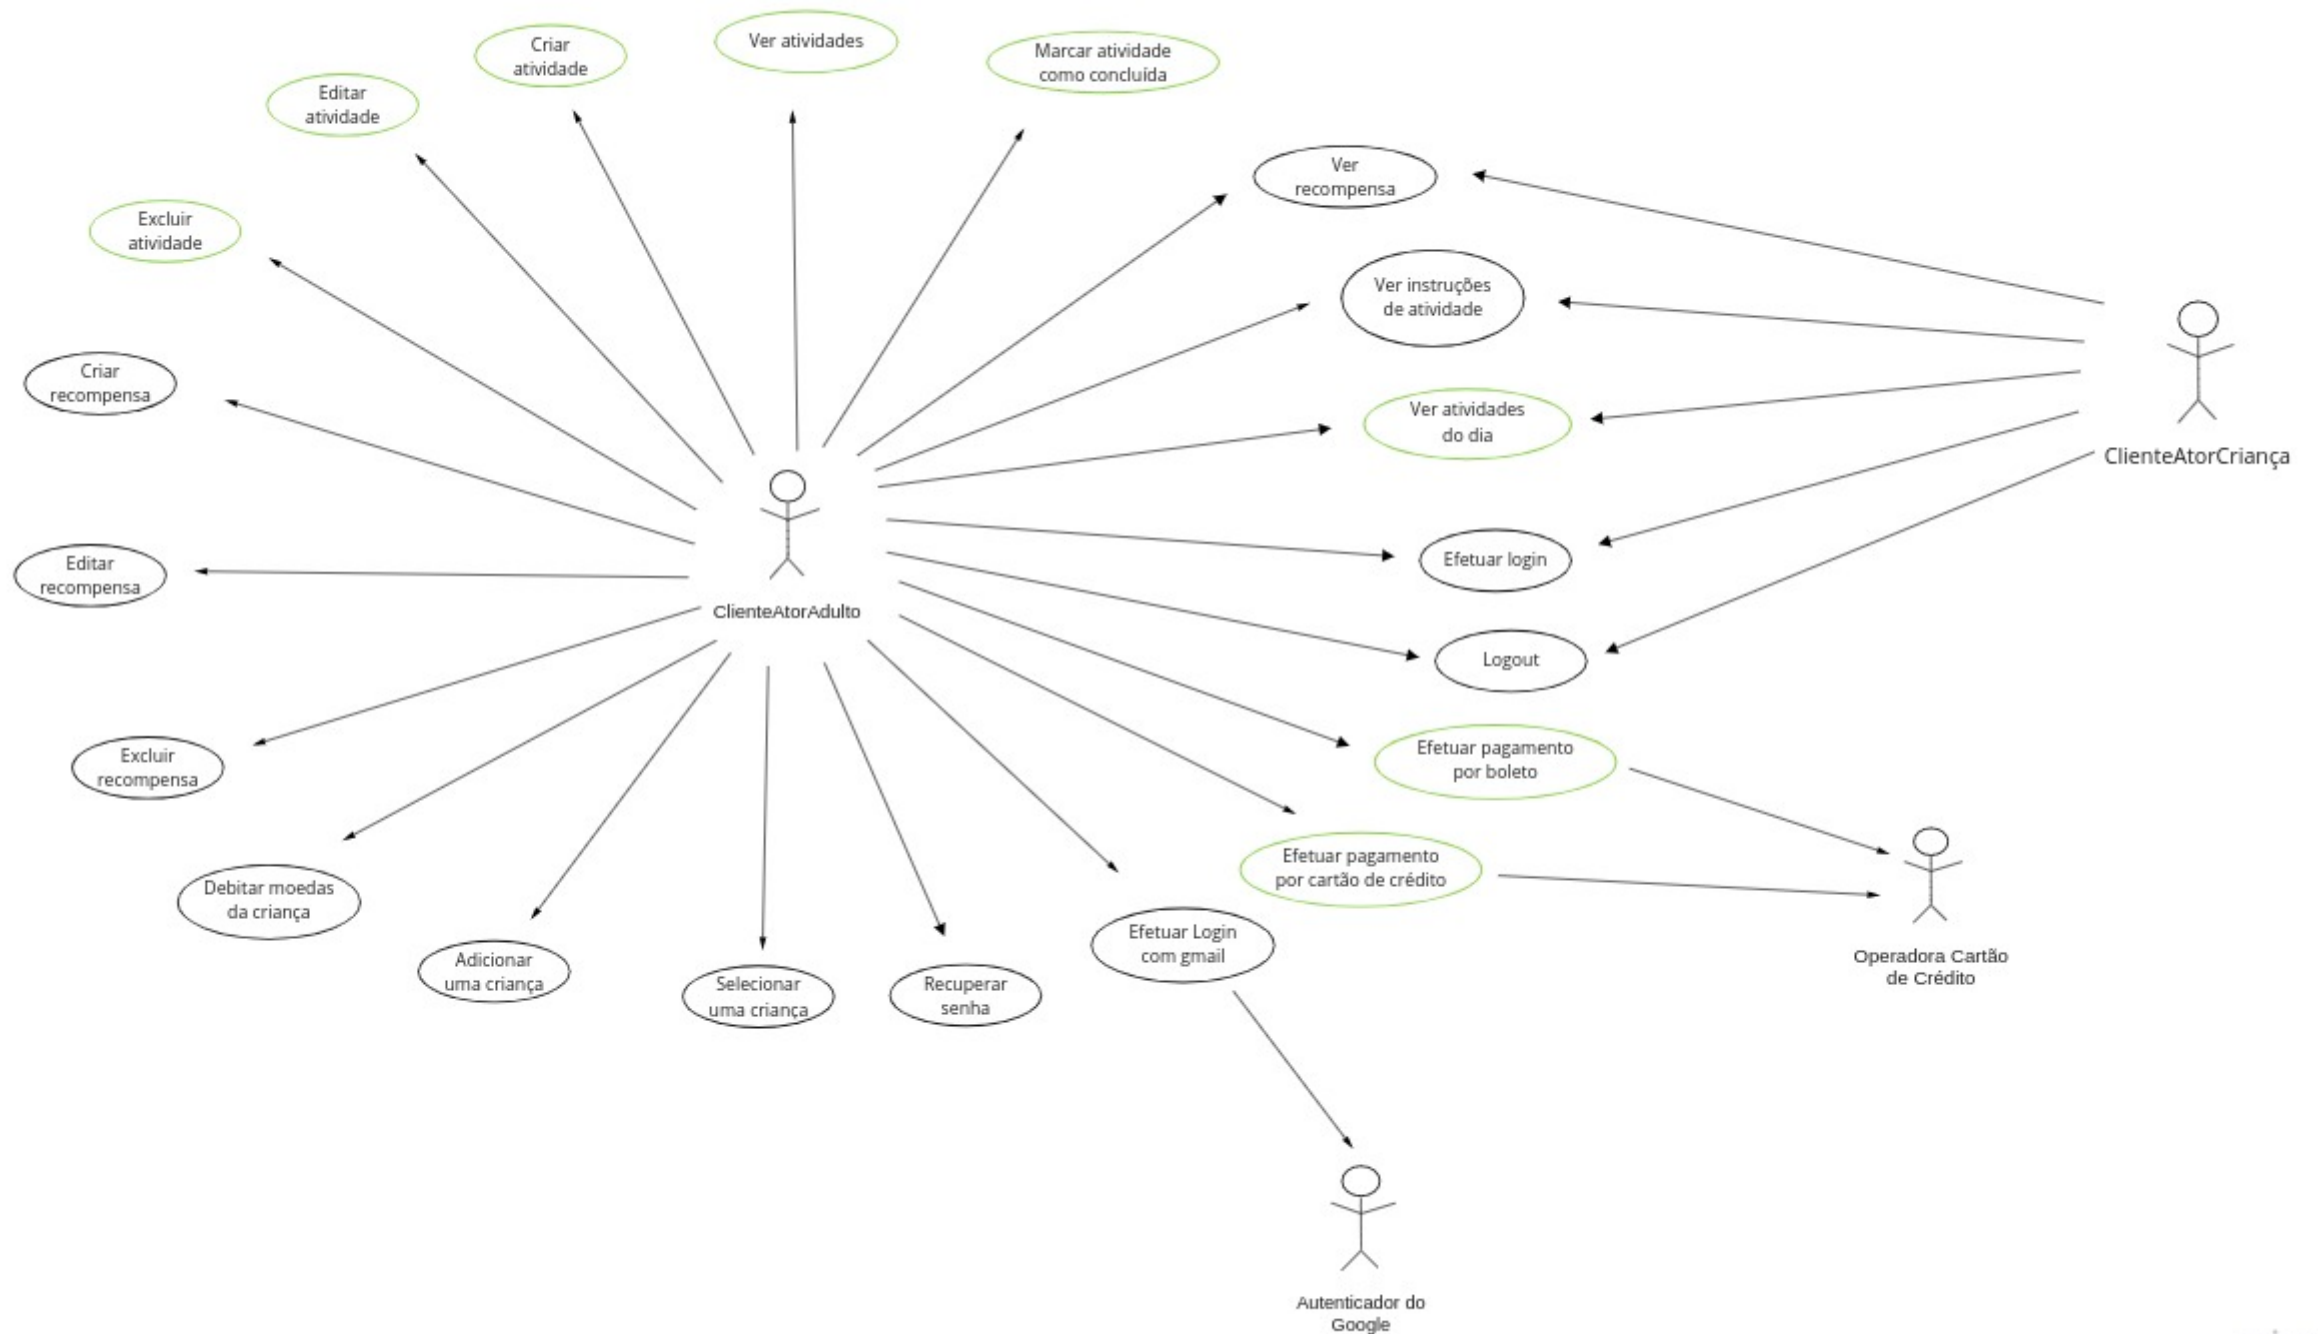 Criar
atividade
Ver atividades
Marcar atividade
como concluída
Editar
atividade
Ver
recompensa
Excluir
atividade
Ver instruções
de atividade
Criar
recompensa
Ver atividades
do dia
ClienteAtorCriança
Editar
recompensa
Efetuar login
ClienteAtorAdulto
Logout
Excluir
recompensa
Efetuar pagamento
por boleto
Efetuar pagamento
por cartão de crédito
Debitar moedas
da criança
Adicionar
uma criança
Selecionar
uma criança
Recuperar
senha
Efetuar Login
com gmail
Operadora Cartão
de Crédito
Autenticador do
Google